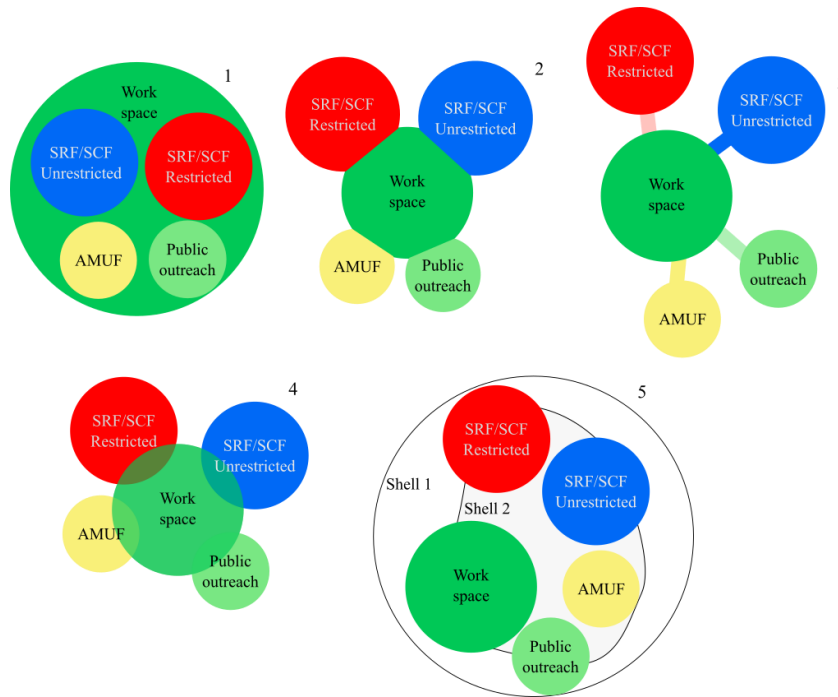 1
Work
space
SRF/SCF
Unrestricted
SRF/SCF
Restricted
AMUF
Public
outreach
2
SRF/SCF
Restricted
SRF/SCF
Unrestricted
Work
space
AMUF
Public
outreach
SRF/SCF
Restricted
SRF/SCF
Unrestricted
Work
space
Public
outreach
AMUF
4
SRF/SCF
Restricted
SRF/SCF
Unrestricted
Work
space
AMUF
Public
outreach
5
SRF/SCF
Restricted
Shell 1
SRF/SCF
Unrestricted
Shell 2
Work
space
AMUF
Public
outreach